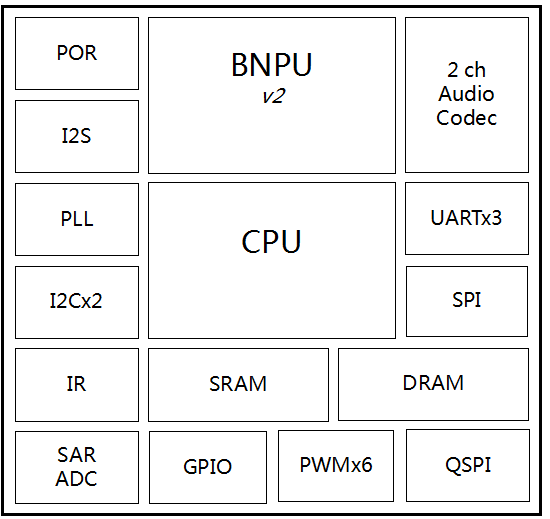 POR
BNPU
v2
2 ch
Audio
Codec
I2S
PLL
CPU
UARTx3
I2Cx2
SPI
IR
SRAM
DRAM
SAR
ADC
GPIO
PWMx6
QSPI